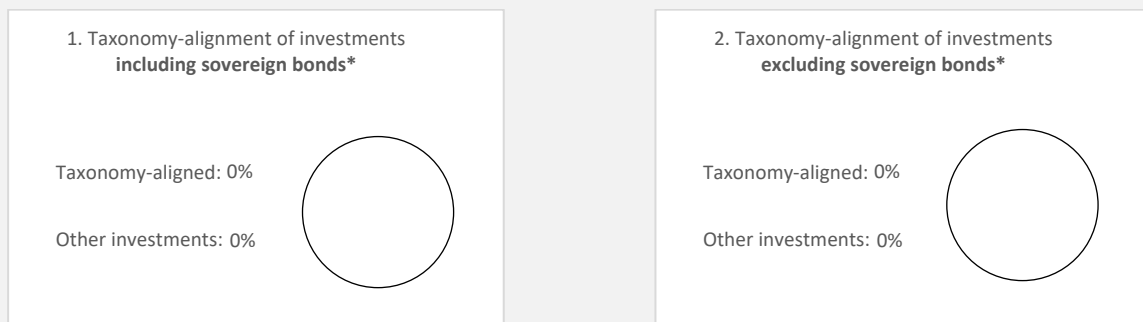 1. Taxonomy-alignment of investments
including sovereign bonds*
Taxonomy-aligned: 0%
Other investments: 0%
2. Taxonomy-alignment of investments
excluding sovereign bonds*
Taxonomy-aligned: 0%
Other investments: 0%